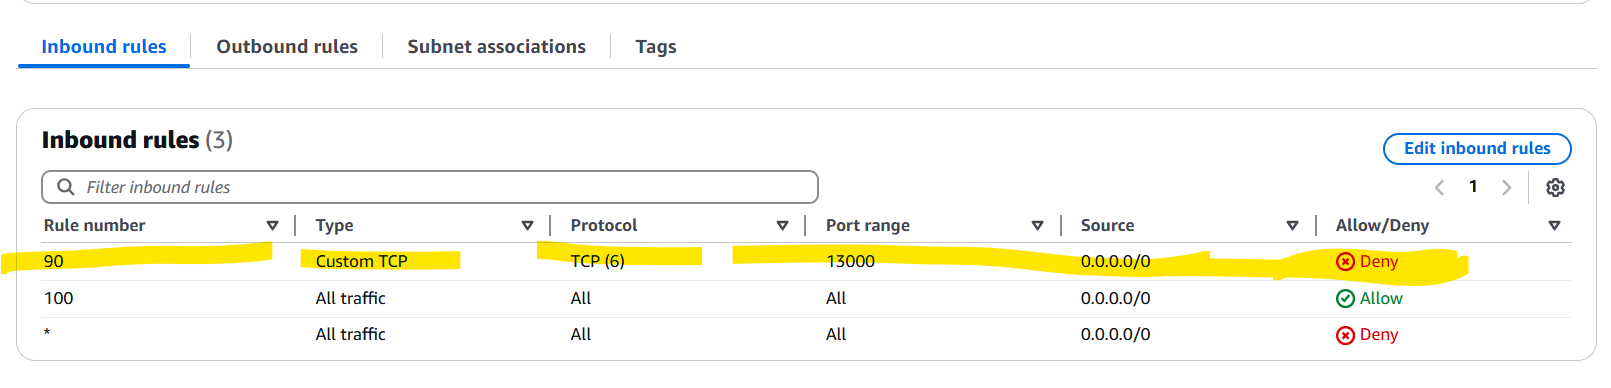 Inbound rules Outbound rules Subnet associations Tags
Inbound rules (3)
Edit inbound rules
Filter inbound rules
1
Rule number Type Protocol Port range Source Allow/Deny
90 Custom TCP TCP (6) 13000 0.0.0.0/0 Deny
100 All traffic All All 0.0.0.0/0 Allow
* All traffic All All 0.0.0.0/0 Deny